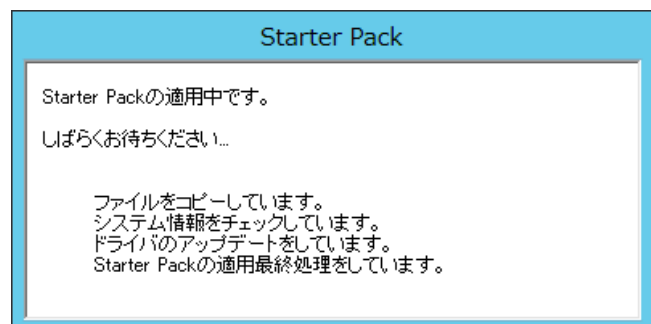 Starter Pack
Starter Packの適用中です。
しばらくお待ちください...
ファイルをコピーしています。
システム情報をチェックしています。
ドライバのアップデートをしています。
Starter Packの適用最終処理をしています。